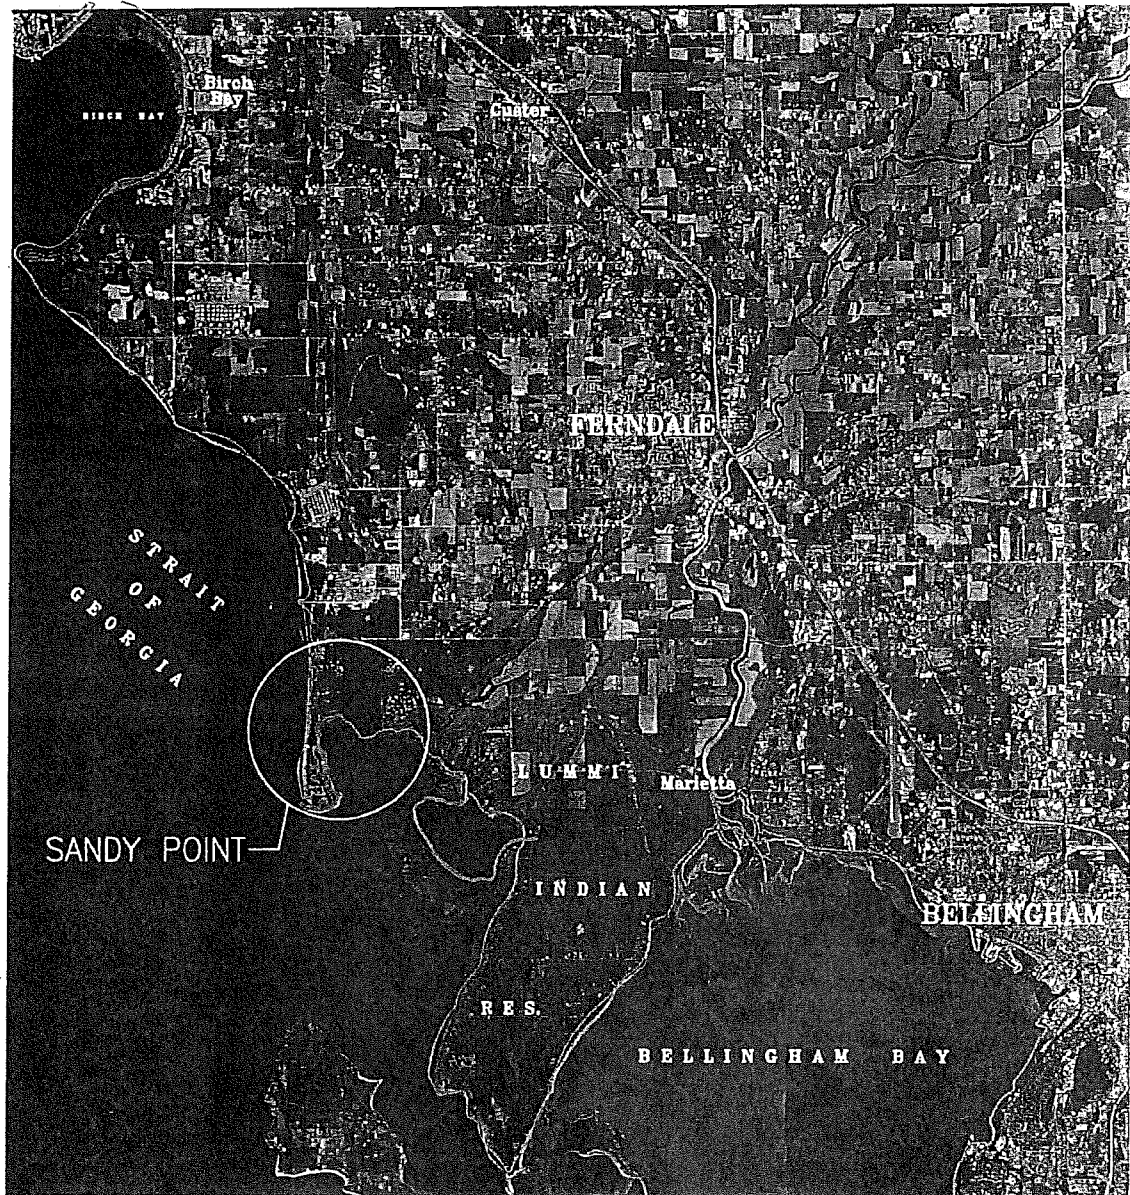 Birch
Bay
BIRCH BAY
Custer
FERNDALE
STRAIT
OF
GEORGIA
LUMMI
Marietta
SANDY POINT
INDIAN
BELLINGHAM
RES.
BELLINGHAM BAY